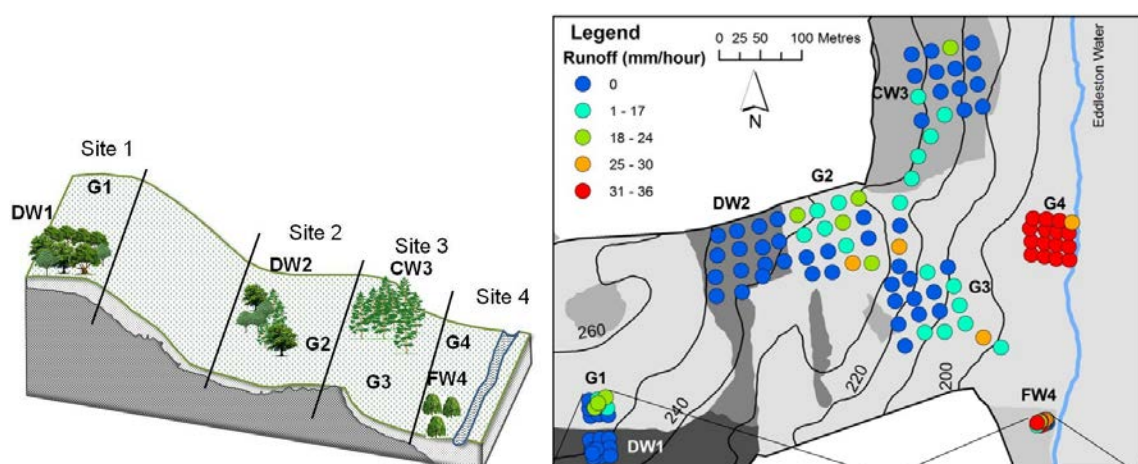 Site 1
G1
DW1
Site 2
DW2
Site 3
CW3
Site 4
G2
G4
G3
FW4
Legend
Runoff (mm/hour)
0
1 - 17
18 - 24
25 - 30
31 - 36
0 25 50 100 Metres
N
CW3
Eddleston Water
G2
DW2
G4
G3
260
220
200
240
G1
DW1
FW4